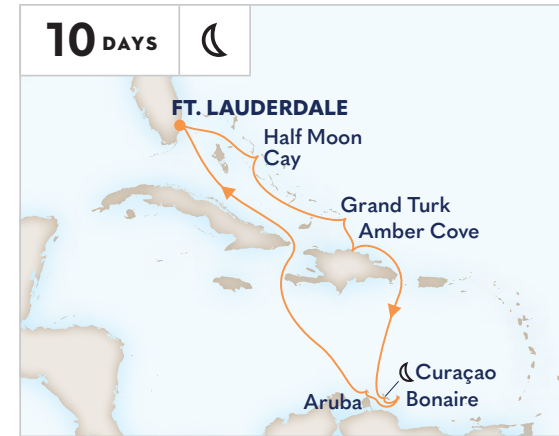 10 DAYS
FT. LAUDERDALE
Half Moon
Cay
Grand Turk
Amber Cove
Curaçao
Aruba
Bonaire